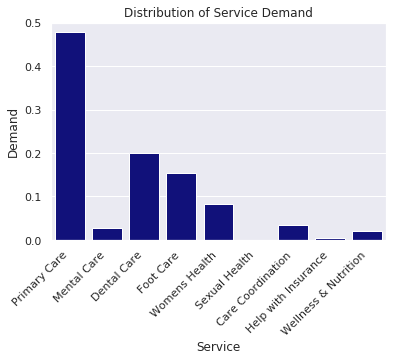 Distribution of Service Demand
0.5
0.4
0.3
0.2
0.1
0.0
Demand
Primary Care
Mental Care
Dental Care
Foot Care
Womens Health
Sexual Health
Care Coordination
Help with Insurance
Wellness & Nutrition
Service